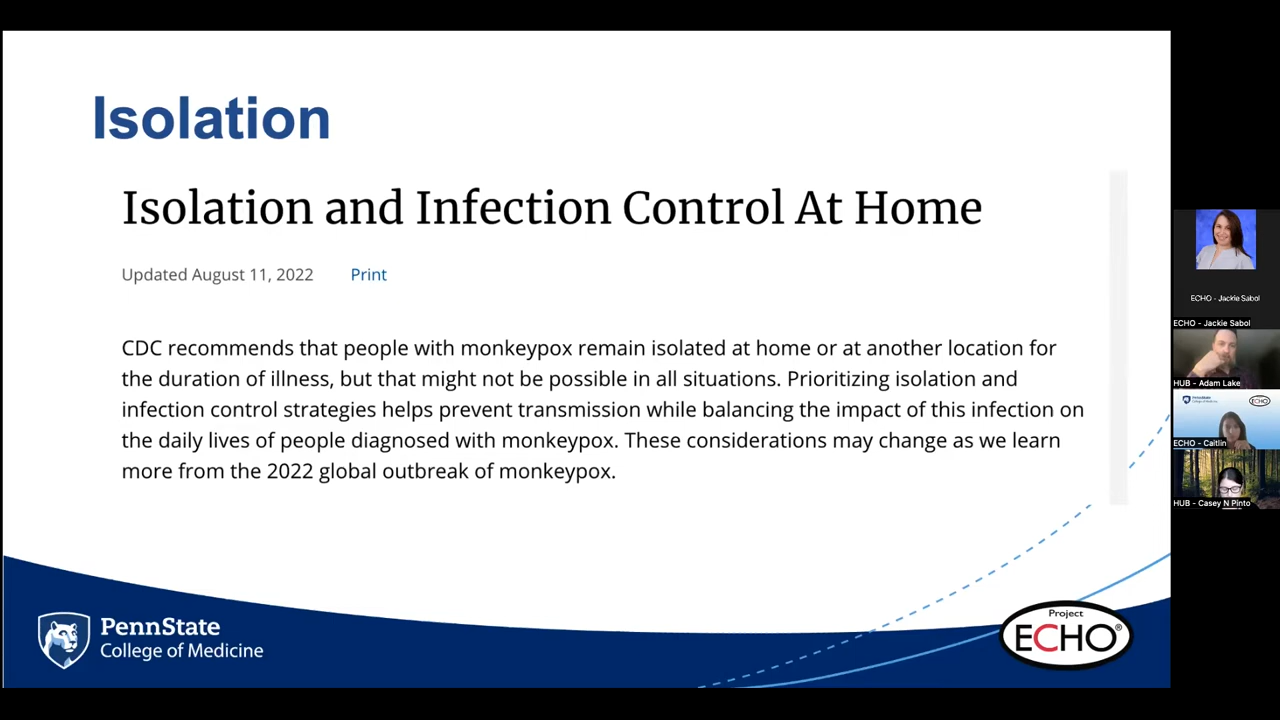 Isolation
Isolation and Infection Control At Home
Updated August 11, 2022 Print
CDC recommends that people with monkeypox remain isolated at home or at another location for
the duration of illness, but that might not be possible in all situations. Prioritizing isolation and
infection control strategies helps prevent transmission while balancing the impact of this infection on
the daily lives of people diagnosed with monkeypox. These considerations may change as we learn
more from the 2022 global outbreak of monkeypox.
PennState
College of Medicine
Project
ECHO®
ECHO - Jackie Sabol
ECHO - Jackie Sabol
HUB - Adam Lake
PennState
College of Medicine
ECHO
ECHO - Caitlin
HUB - Casey N Pinto